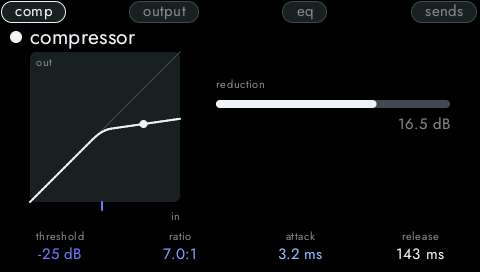 comp output eq sends
compressor
out
reduction
16.5 dB
in
threshold ratio attack release
-25 dB 7.0:1 3.2 ms 143 ms